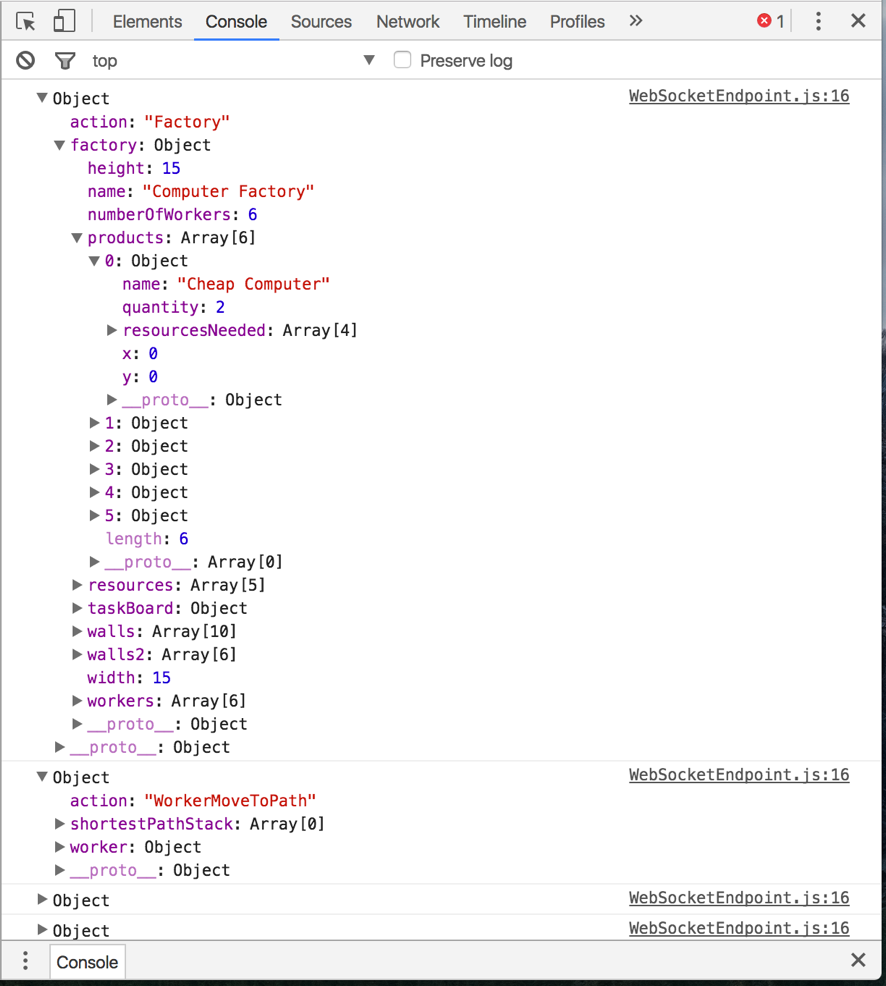 Elements Console Sources Network Timeline Profiles » 1
top Preserve log
Object WebSocketEndpoint.js:16
action: "Factory"
factory: Object
height: 15
name: "Computer Factory"
numberOfWorkers: 6
products: Array[6]
0: Object
name: "Cheap Computer"
quantity: 2
resourcesNeeded: Array[4]
x: 0
y: 0
__proto__: Object
1: Object
2: Object
3: Object
4: Object
5: Object
length: 6
__proto__: Array[0]
resources: Array[5]
taskBoard: Object
walls: Array[10]
walls2: Array[6]
width: 15
workers: Array[6]
__proto__: Object
__proto__: Object
Object WebSocketEndpoint.js:16
action: "WorkerMoveToPath"
shortestPathStack: Array[0]
worker: Object
__proto__: Object
Object WebSocketEndpoint.js:16
Object WebSocketEndpoint.js:16
Console